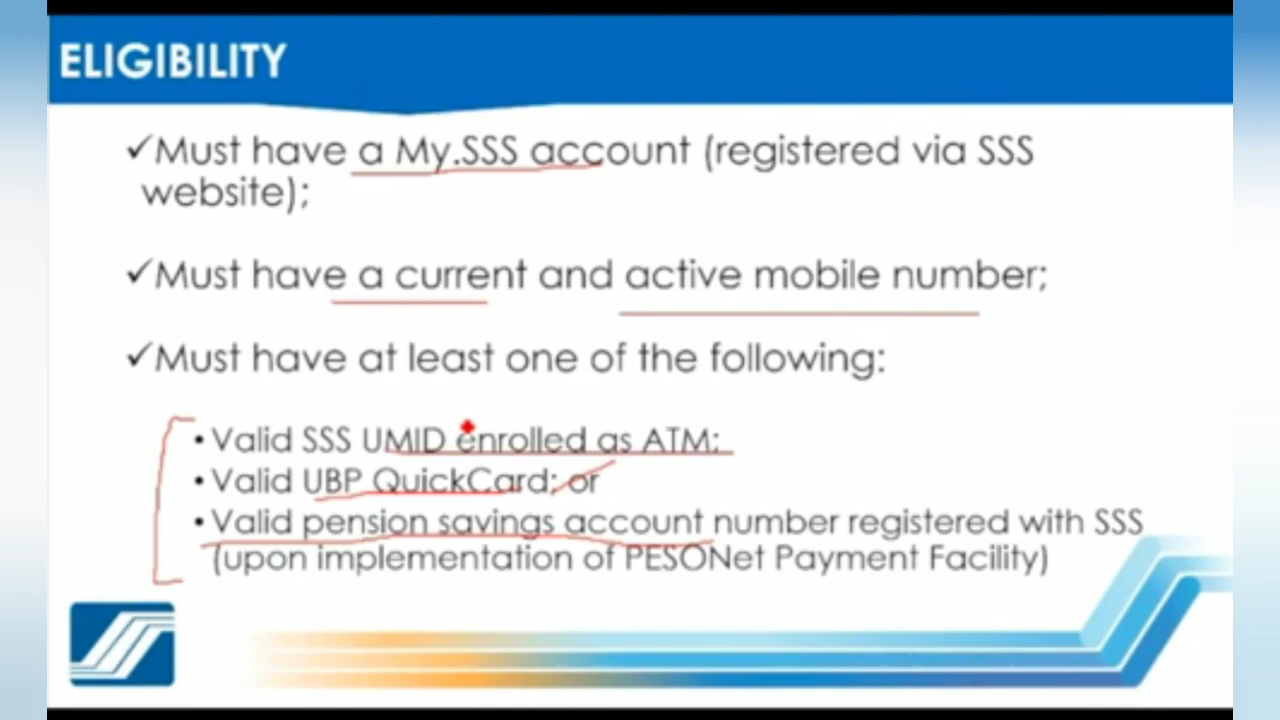 ELIGIBILITY
✓Must have a My.SSS account (registered via SSS
website);
✓Must have a current and active mobile number;
✓Must have at least one of the following:
• Valid SSS UMID enrolled as ATM;
• Valid UBP QuickCard; or
• Valid pension savings account number registered with SSS
(upon implementation of PESONet Payment Facility)